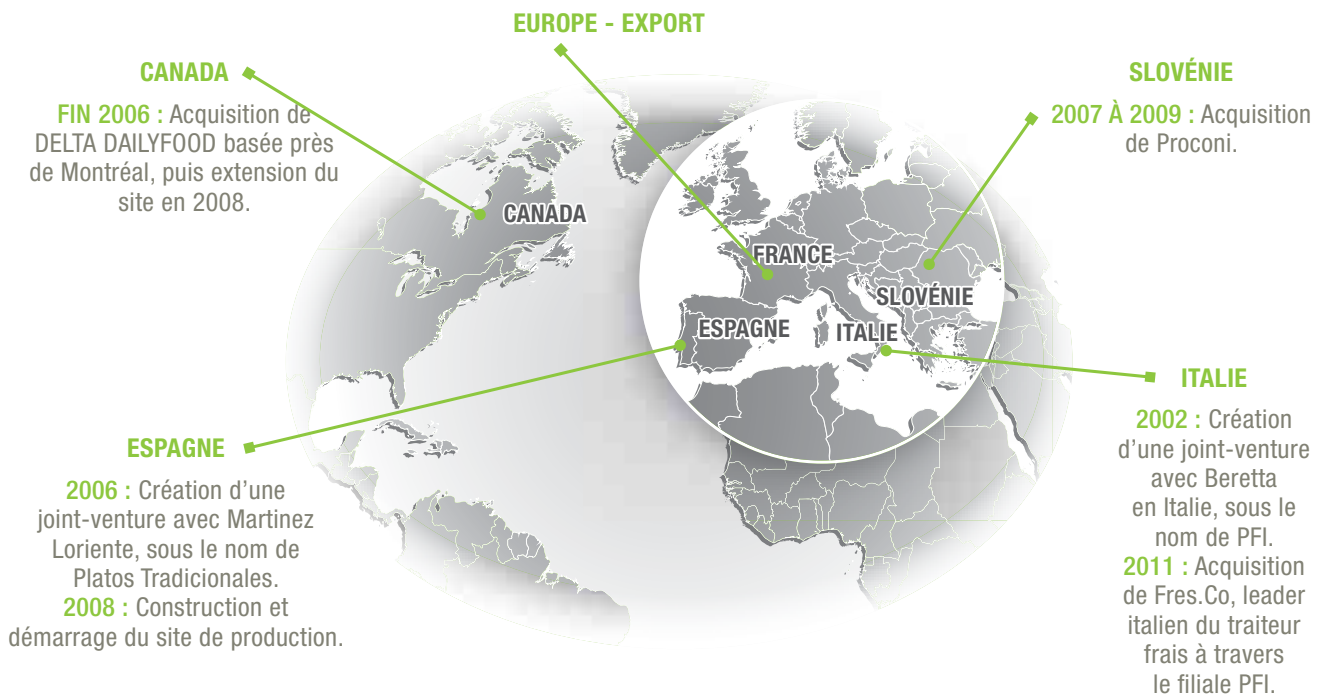 EUROPE - EXPORT
CANADA
FIN 2006 : Acquisition de
DELTA DAILYFOOD basée près
de Montréal, puis extension du
site en 2008.
SLOVÉNIE
2007 À 2009 : Acquisition
de Proconi.
CANADA
FRANCE
SLOVÉNIE
ESPAGNE
ITALIE
ESPAGNE
2006 : Création d’une
joint-venture avec Martinez
Loriente, sous le nom de
Platos Tradicionales.
2008 : Construction et
démarrage du site de production.
ITALIE
2002 : Création
d’une joint-venture
avec Beretta
en Italie, sous le
nom de PFI.
2011 : Acquisition
de Fres.Co, leader
italien du traiteur
frais à travers
le filiale PFI.